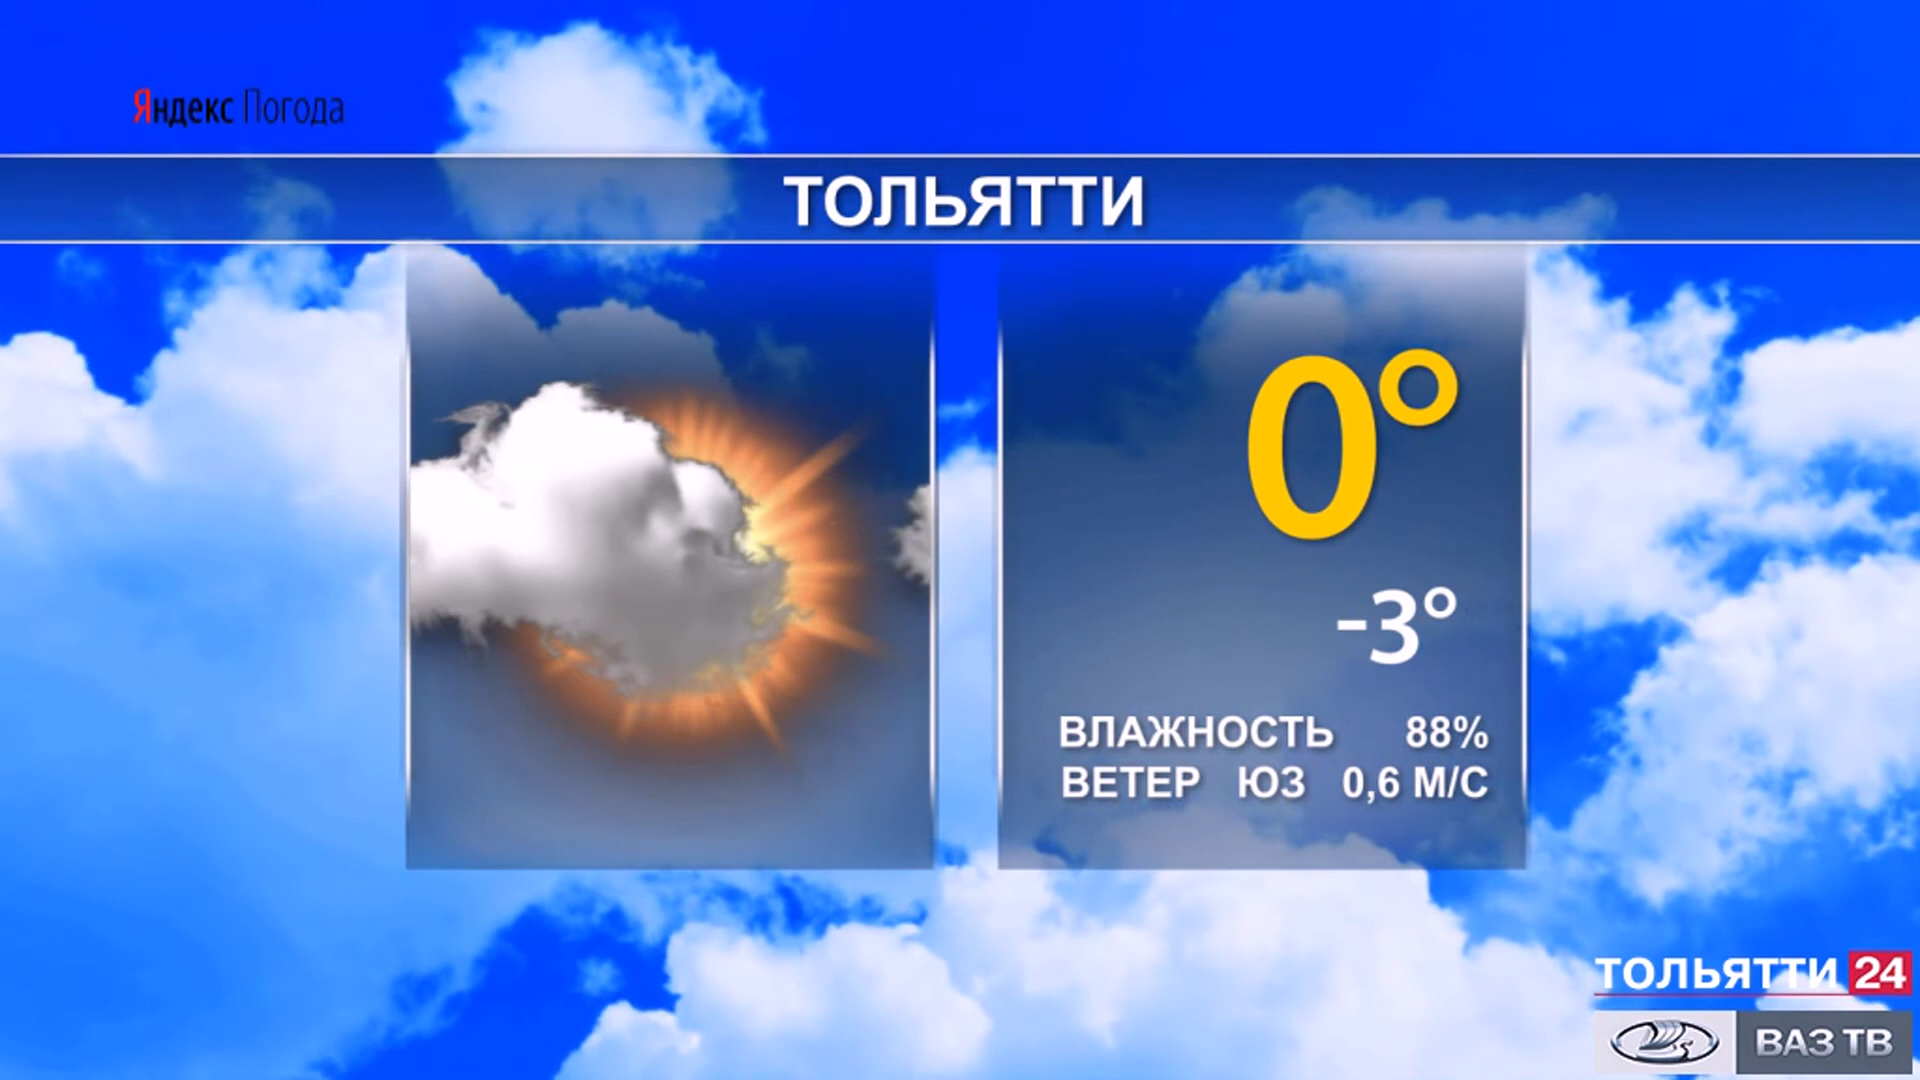 Яндекс Погода
ТОЛЬЯТТИ
0°
-3°
ВЛАЖНОСТЬ 88%
ВЕТЕР ЮЗ 0,6 М/С
ТОЛЬЯТТИ 24
ВАЗ ТВ